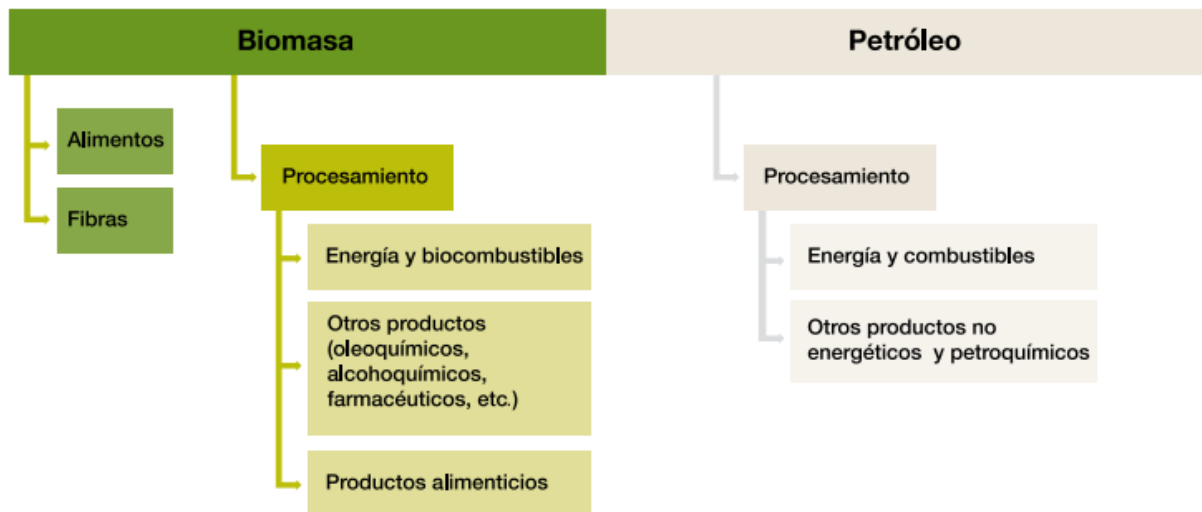 Biomasa
Petróleo
Alimentos
Fibras
Procesamiento
Energía y biocombustibles
Otros productos
(oleoquímicos,
alcohoquímicos,
farmacéuticos, etc.)
Productos alimenticios
Procesamiento
Energía y combustibles
Otros productos no
energéticos y petroquímicos